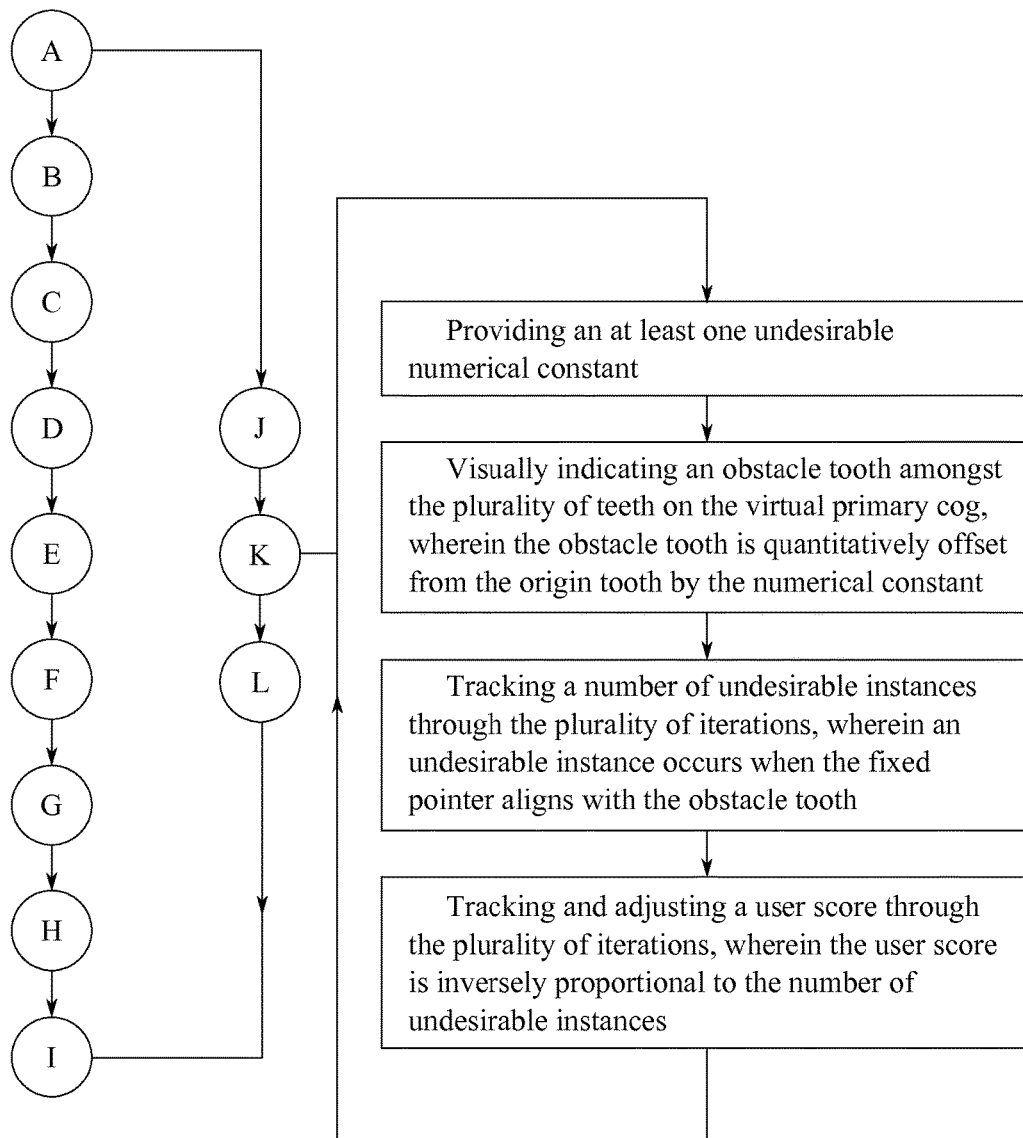 A
B
C
D
E
F
G
H
I
J
K
L
Providing an at least one undesirable
numerical constant
Visually indicating an obstacle tooth amongst
the plurality of teeth on the virtual primary cog,
wherein the obstacle tooth is quantitatively offset
from the origin tooth by the numerical constant
Tracking a number of undesirable instances
through the plurality of iterations, wherein an
undesirable instance occurs when the fixed
pointer aligns with the obstacle tooth
Tracking and adjusting a user score through
the plurality of iterations, wherein the user score
is inversely proportional to the number of
undesirable instances